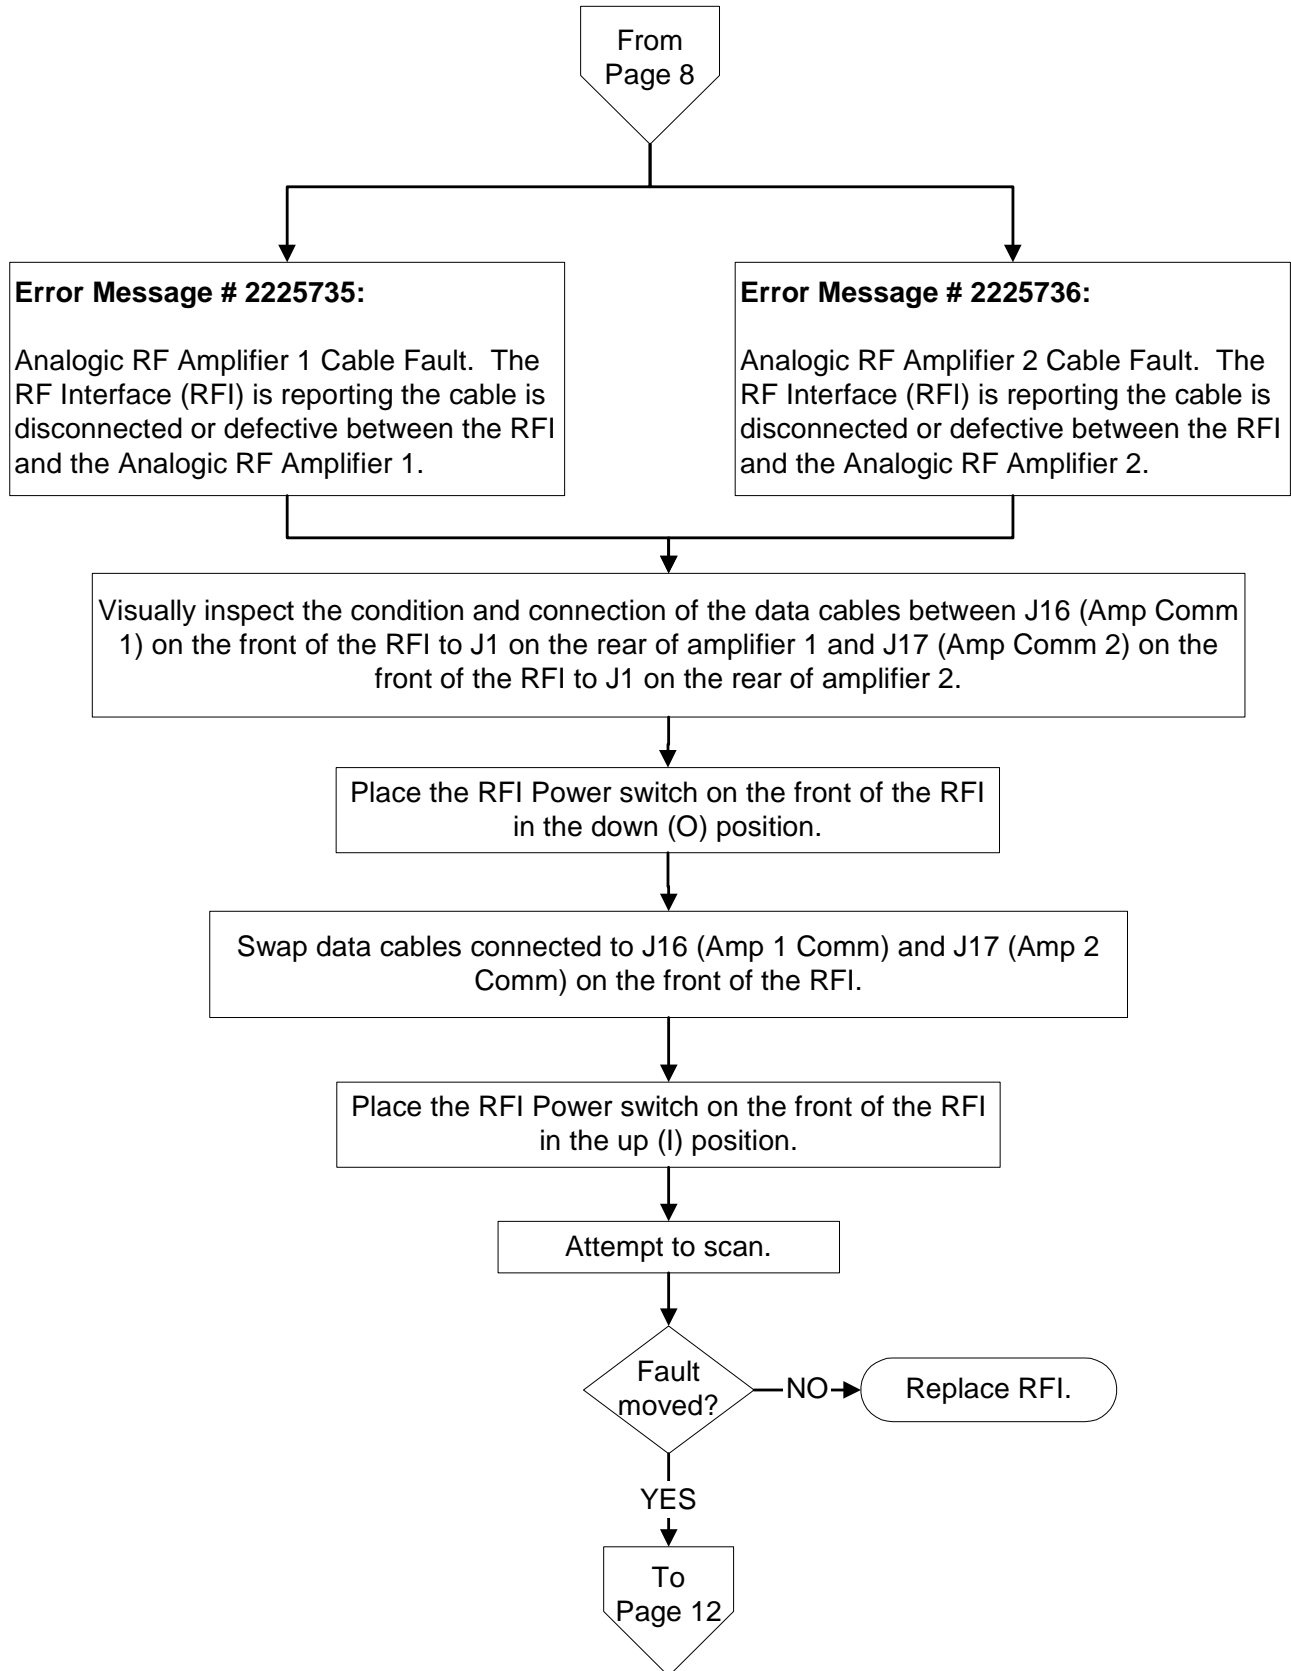 From
Page 8
Error Message # 2225735:
Analogic RF Amplifier 1 Cable Fault.  The
RF Interface (RFI) is reporting the cable is
disconnected or defective between the RFI
and the Analogic RF Amplifier 1.
Error Message # 2225736:
Analogic RF Amplifier 2 Cable Fault.  The
RF Interface (RFI) is reporting the cable is
disconnected or defective between the RFI
and the Analogic RF Amplifier 2.
Visually inspect the condition and connection of the data cables between J16 (Amp Comm
1) on the front of the RFI to J1 on the rear of amplifier 1 and J17 (Amp Comm 2) on the
front of the RFI to J1 on the rear of amplifier 2.
Place the RFI Power switch on the front of the RFI
in the down (O) position.
Swap data cables connected to J16 (Amp 1 Comm) and J17 (Amp 2
Comm) on the front of the RFI.
Place the RFI Power switch on the front of the RFI
in the up (I) position.
Attempt to scan.
Fault
moved?
NO
Replace RFI.
YES
To
Page 12